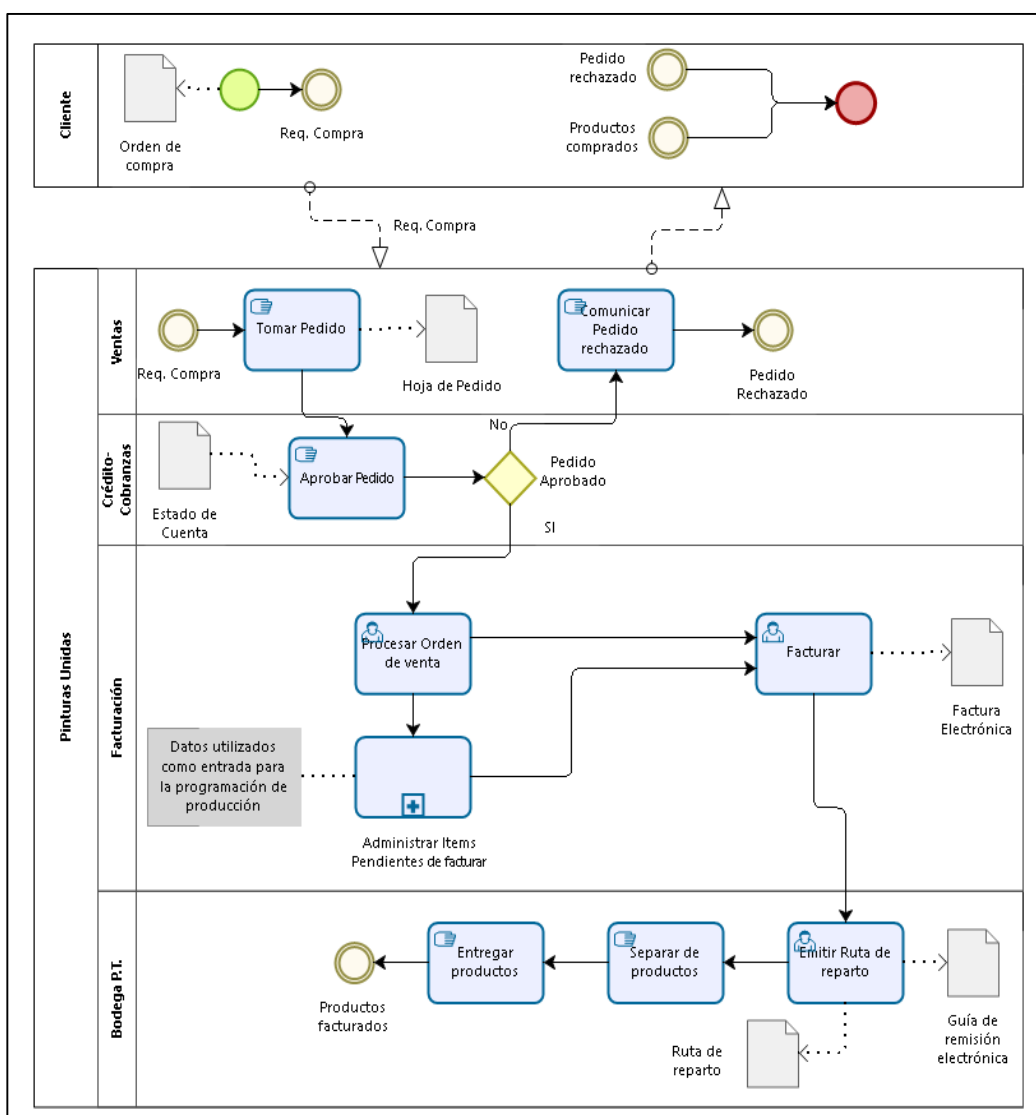 Cliente
Orden de
compra
Req. Compra
Pedido
rechazado
Productos
comprados
Req. Compra
Pinturas Unidas
Ventas
Req. Compra
Tomar Pedido
Hoja de Pedido
Comunicar
Pedido
rechazado
Pedido
Rechazado
Crédito-
Cobranzas
Estado de
Cuenta
Aprobar Pedido
No
Pedido
Aprobado
SI
Facturación
Procesar Orden
de venta
Facturar
Factura
Electrónica
Datos utilizados
como entrada para
la programación de
producción
Administrar Items
Pendientes de facturar
Bodega P.T.
Productos
facturados
Entregar
productos
Separar de
productos
Emitir Ruta de
reparto
Ruta de
reparto
Guía de
remisión
electrónica